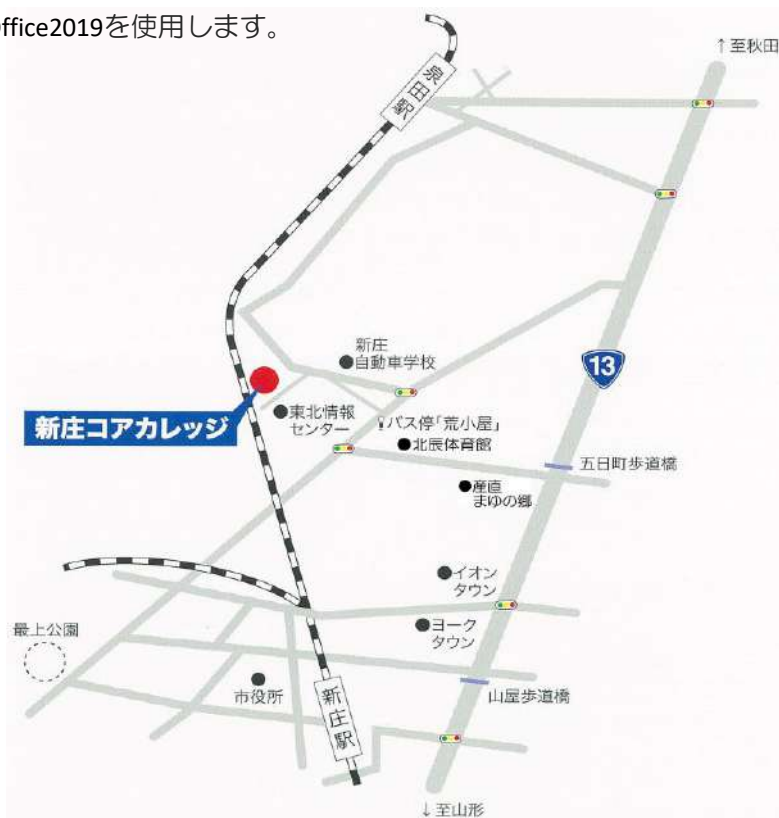 ffice2019を使用します。
↑至秋田
泉田駅
新庄
自動車学校
13
新庄コアカレッジ
東北情報
センター
バス停「荒小屋」
北辰体育館
五日町歩道橋
産直
まゆの郷
イオン
タウン
最上公園
ヨーク
タウン
市役所
新庄駅
山屋歩道橋
↓至山形